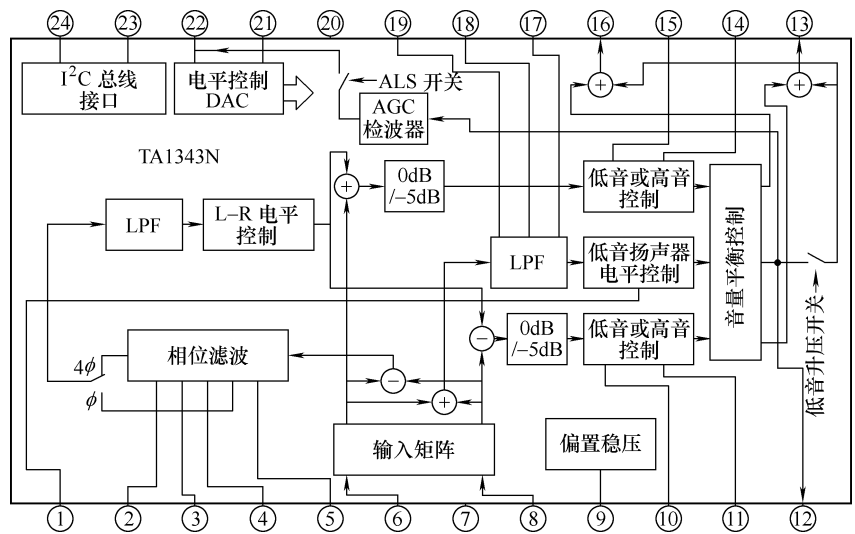 24 23 22 21 20 19 18 17 16 15 14 13
I²C 总线
接口
电平控制
DAC
ALS 开关
AGC
检波器
TA1343N
+
+
+
0dB
/–5dB
低音或高音
控制
LPF
L–R 电平
控制
LPF
低音扬声器
电平控制
音量平衡控制
低音升压开关
–
0dB
/–5dB
低音或高音
控制
相位滤波
4ϕ
ϕ
–
+
输入矩阵
偏置稳压
1 2 3 4 5 6 7 8 9 10 11 12